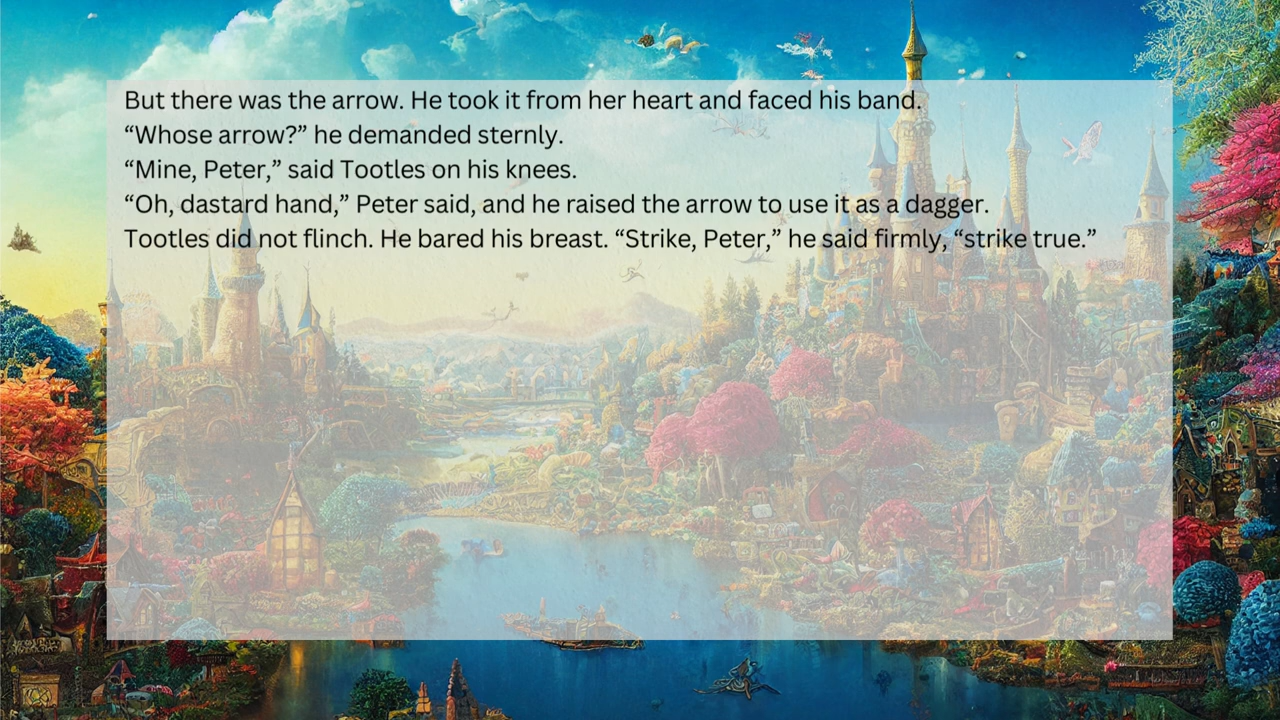 But there was the arrow. He took it from her heart and faced his band.
“Whose arrow?” he demanded sternly.
“Mine, Peter,” said Tootles on his knees.
“Oh, dastard hand,” Peter said, and he raised the arrow to use it as a dagger.
Tootles did not flinch. He bared his breast. “Strike, Peter,” he said firmly, “strike true.”